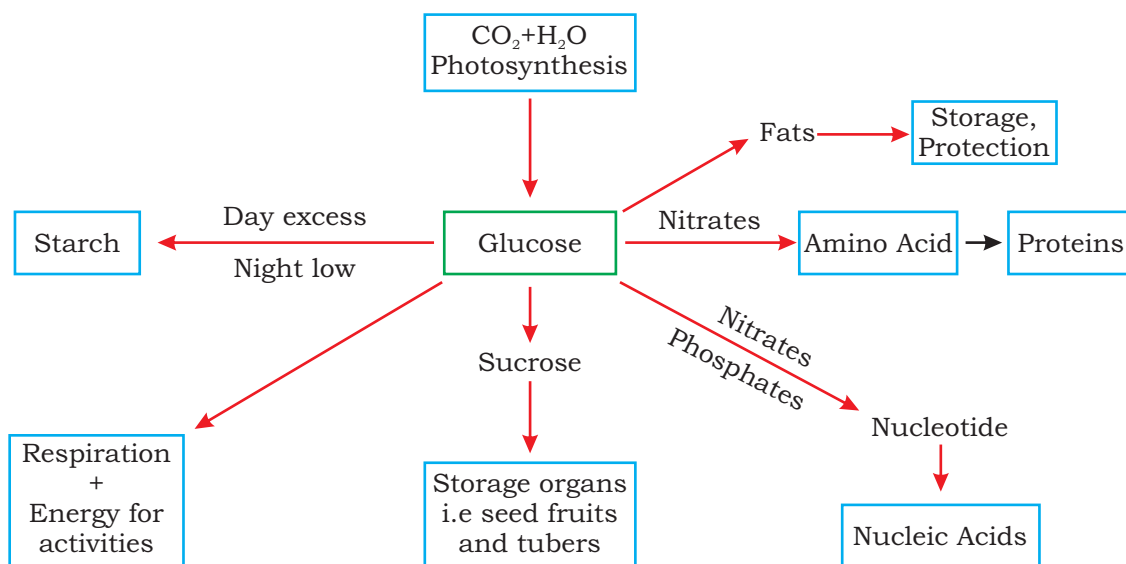 CO₂+H₂O
Photosynthesis
Fats
Storage,
Protection
Day excess
Starch
Night low
Glucose
Nitrates
Amino Acid
Proteins
Nitrates
Phosphates
Sucrose
Nucleotide
Respiration
+
Energy for
activities
Storage organs
i.e seed fruits
and tubers
Nucleic Acids